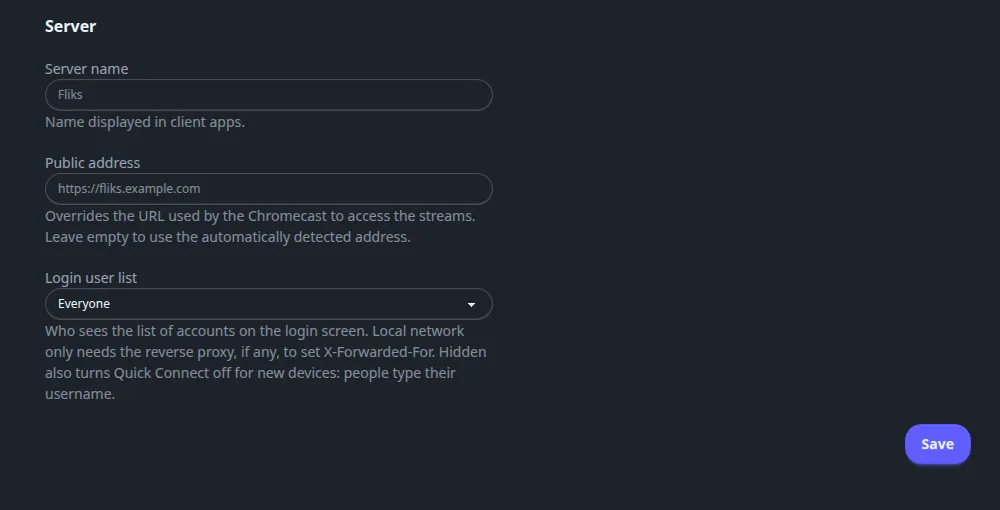 Server
Server name
Fliks
Name displayed in client apps.
Public address
https://fliks.example.com
Overrides the URL used by the Chromecast to access the streams.
Leave empty to use the automatically detected address.
Login user list
Everyone
Who sees the list of accounts on the login screen. Local network
only needs the reverse proxy, if any, to set X-Forwarded-For. Hidden
also turns Quick Connect off for new devices: people type their
username.
Save